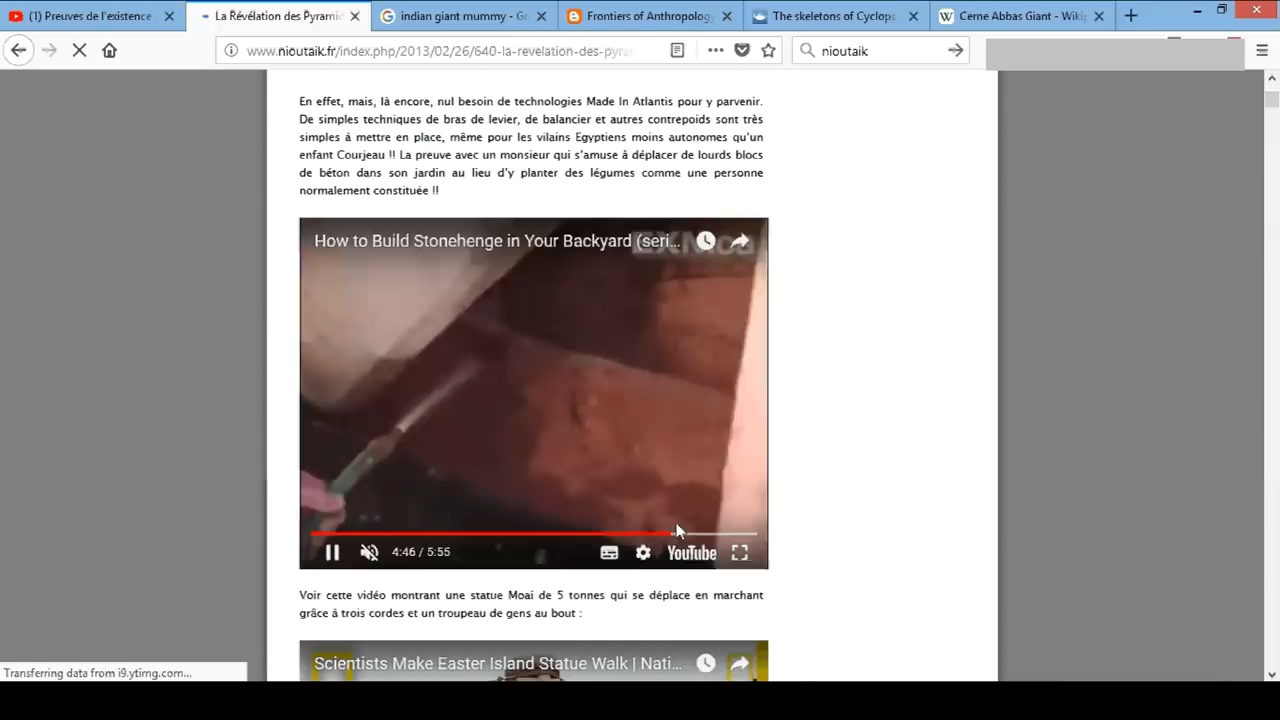 (1) Preuves de l'existence
La Révélation des Pyramid
indian giant mummy - Go
Frontiers of Anthropology
The skeletons of Cyclops
Cerne Abbas Giant - Wikip
www.nioutaik.fr/index.php/2013/02/26/640-la-revelation-des-pyra
nioutaik
En effet, mais, là encore, nul besoin de technologies Made In Atlantis pour y parvenir.
De simples techniques de bras de levier, de balancier et autres contrepoids sont très
simples à mettre en place, même pour les vilains Egyptiens moins autonomes qu'un
enfant Courjeau !! La preuve avec un monsieur qui s'amuse à déplacer de lourds blocs
de béton dans son jardin au lieu d'y planter des légumes comme une personne
normalement constituée !!
How to Build Stonehenge in Your Backyard (seri...
4:46 / 5:55
YouTube
Voir cette vidéo montrant une statue Moai de 5 tonnes qui se déplace en marchant
grâce à trois cordes et un troupeau de gens au bout :
Scientists Make Easter Island Statue Walk | Nati...
Transferring data from i9.ytimg.com...